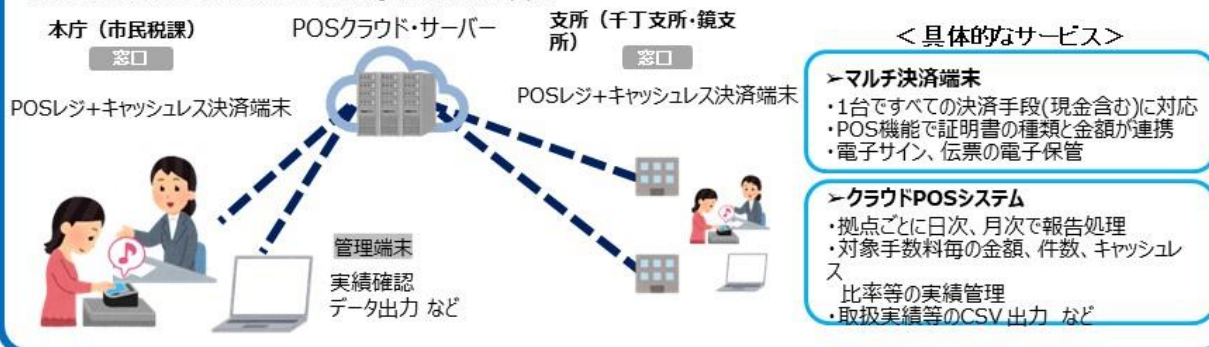 本庁（市民税課）
窓口
POSレジ+キャッシュレス決済端末
POSクラウド・サーバー
支所（千丁支所・鏡支
所）
窓口
POSレジ+キャッシュレス決済端末
管理端末
実績確認
データ出力 など
＜具体的なサービス＞
➢マルチ決済端末
・1台ですべての決済手段(現金含む)に対応
・POS機能で証明書の種類と金額が連携
・電子サイン、伝票の電子保管
➢クラウドPOSシステム
・拠点ごとに日次、月次で報告処理
・対象手数料毎の金額、件数、キャッシュレ
ス
比率等の実績管理
・取扱実績等のCSV出力 など